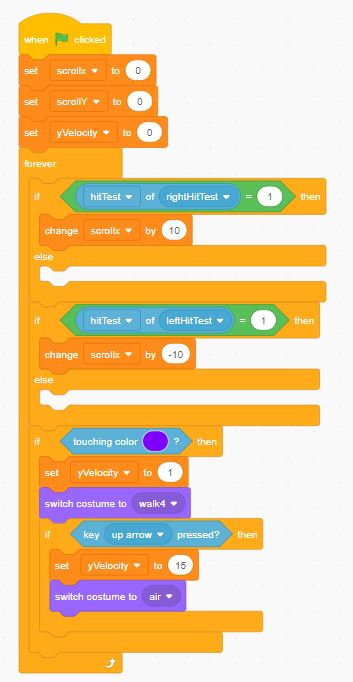 when clicked
set scrollx to 0
set scrollY to 0
set yVelocity to 0
forever
if hitTest of rightHitTest = 1 then
change scrollx by 10
else
if hitTest of leftHitTest = 1 then
change scrollx by -10
else
if touching color ? then
set yVelocity to 1
switch costume to walk4
if key up arrow pressed? then
set yVelocity to 15
switch costume to air